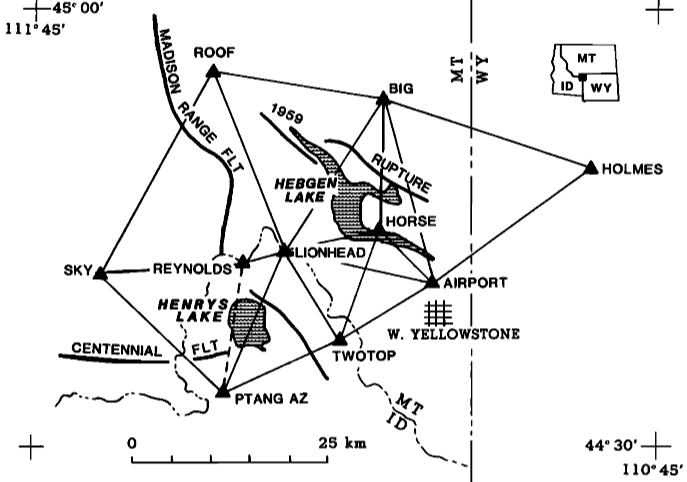 45°00'
111°45'
ROOF
MADISON RANGE FLT
BIG
MT
WY
MT
ID
WY
1959
RUPTURE
HEBGEN
LAKE
HOLMES
HORSE
LIONHEAD
SKY
REYNOLDS
AIRPORT
HENRYS
LAKE
W. YELLOWSTONE
CENTENNIAL FLT
TWOTOP
PTANG AZ
MT
ID
0 25 km
44°30'
110°45'